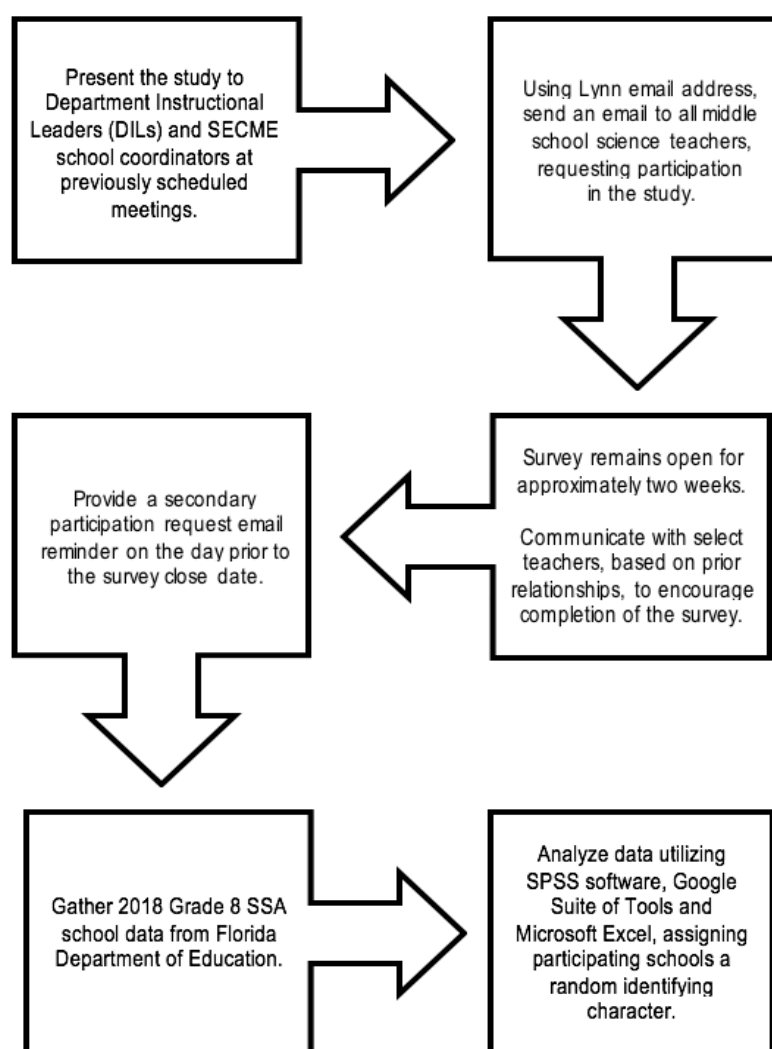 Present the study to
Department Instructional
Leaders (DILs) and SECME
school coordinators at
previously scheduled
meetings.
Using Lynn email address,
send an email to all middle
school science teachers,
requesting participation
in the study.
Survey remains open for
approximately two weeks.
Communicate with select
teachers, based on prior
relationships, to encourage
completion of the survey.
Provide a secondary
participation request email
reminder on the day prior to
the survey close date.
Gather 2018 Grade 8 SSA
school data from Florida
Department of Education.
Analyze data utilizing
SPSS software, Google
Suite of Tools and
Microsoft Excel, assigning
participating schools a
random identifying
character.